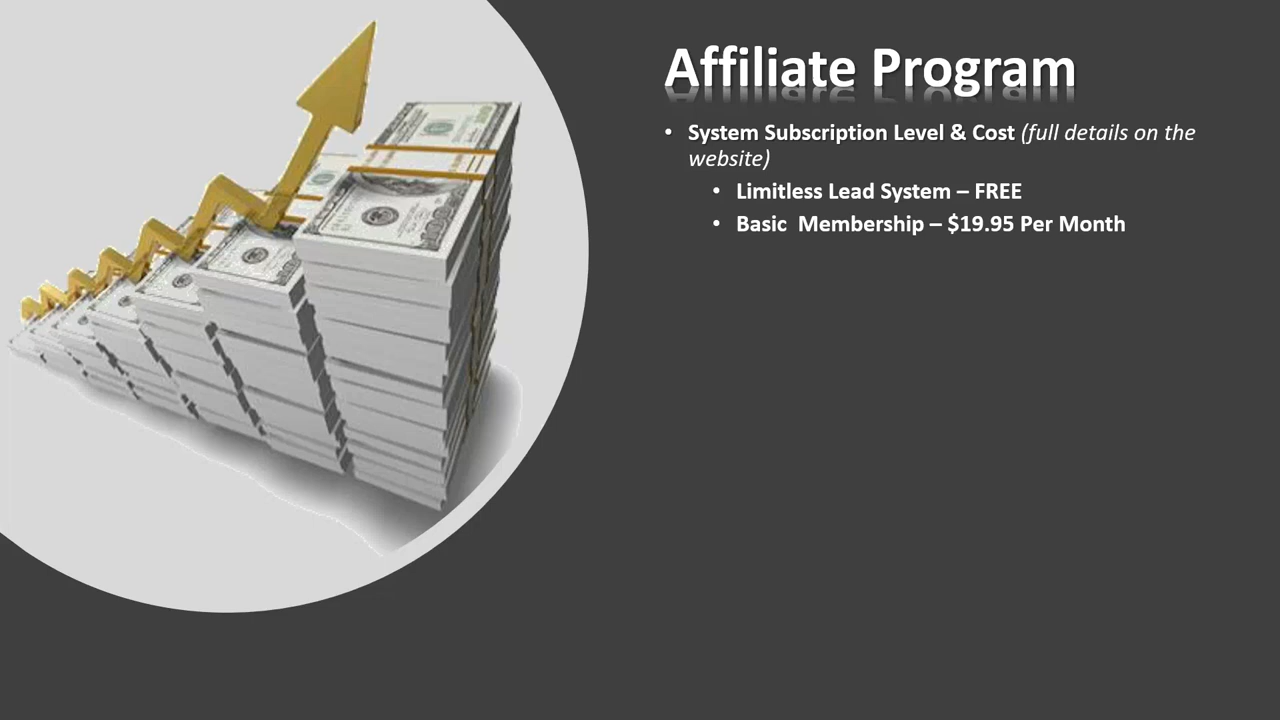 Affiliate Program
• System Subscription Level & Cost (full details on the
website)
• Limitless Lead System – FREE
• Basic  Membership – $19.95 Per Month